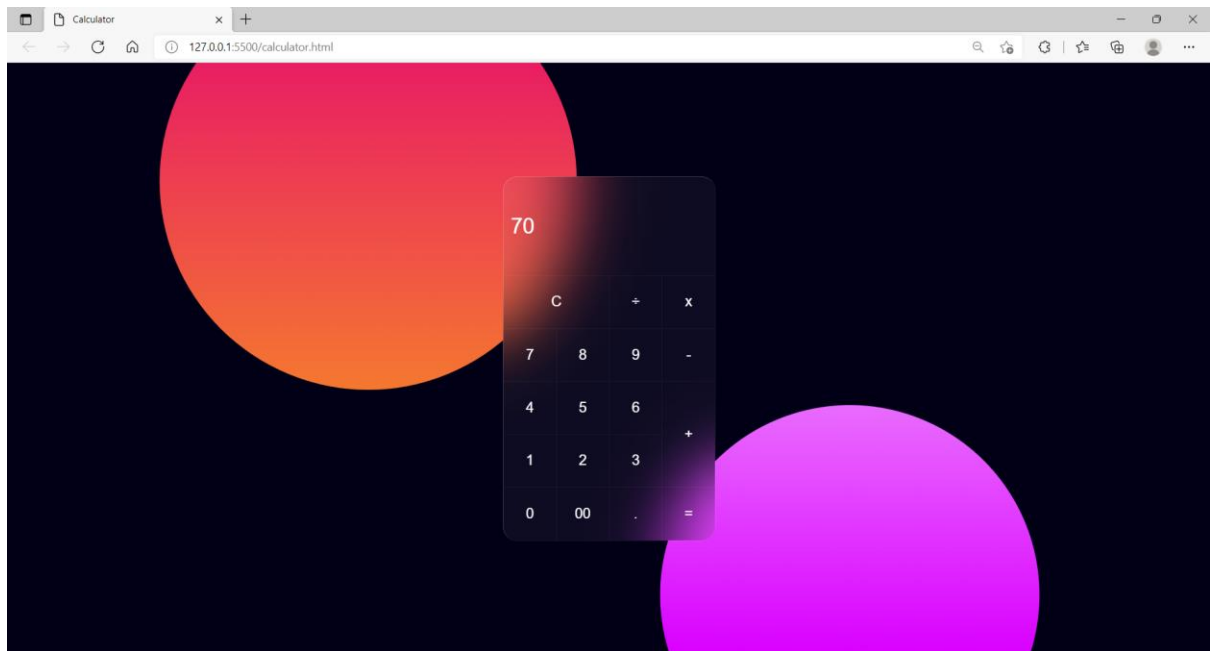 Calculator
127.0.0.1:5500/calculator.html
70
C ÷ x
7 8 9 -
4 5 6
+
1 2 3
0 00 . =